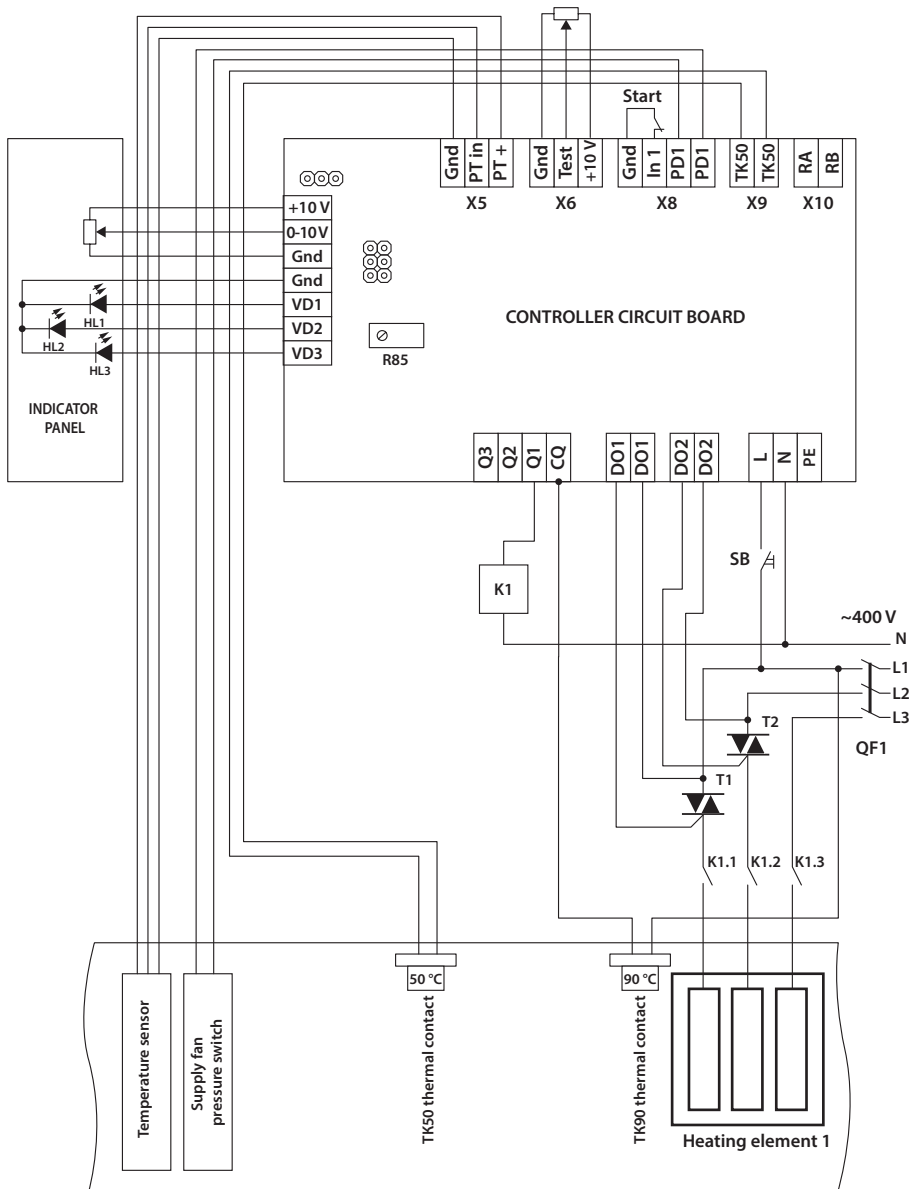 Start
Gnd
PT in
PT +
Gnd
Test
+10 V
Gnd
In 1
PD1
PD1
TK50
TK50
RA
RB
X5
X6
X8
X9
X10
+10 V
0-10V
Gnd
Gnd
VD1
VD2
VD3
HL1
HL2
HL3
INDICATOR
PANEL
R85
CONTROLLER CIRCUIT BOARD
Q3
Q2
Q1
CQ
DO1
DO1
DO2
DO2
L
N
PE
SB
K1
~400 V
N
L1
L2
L3
QF1
T2
T1
K1.1
K1.2
K1.3
50 °C
90 °C
Temperature sensor
Supply fan
pressure switch
TK50 thermal contact
TK90 thermal contact
Heating element 1